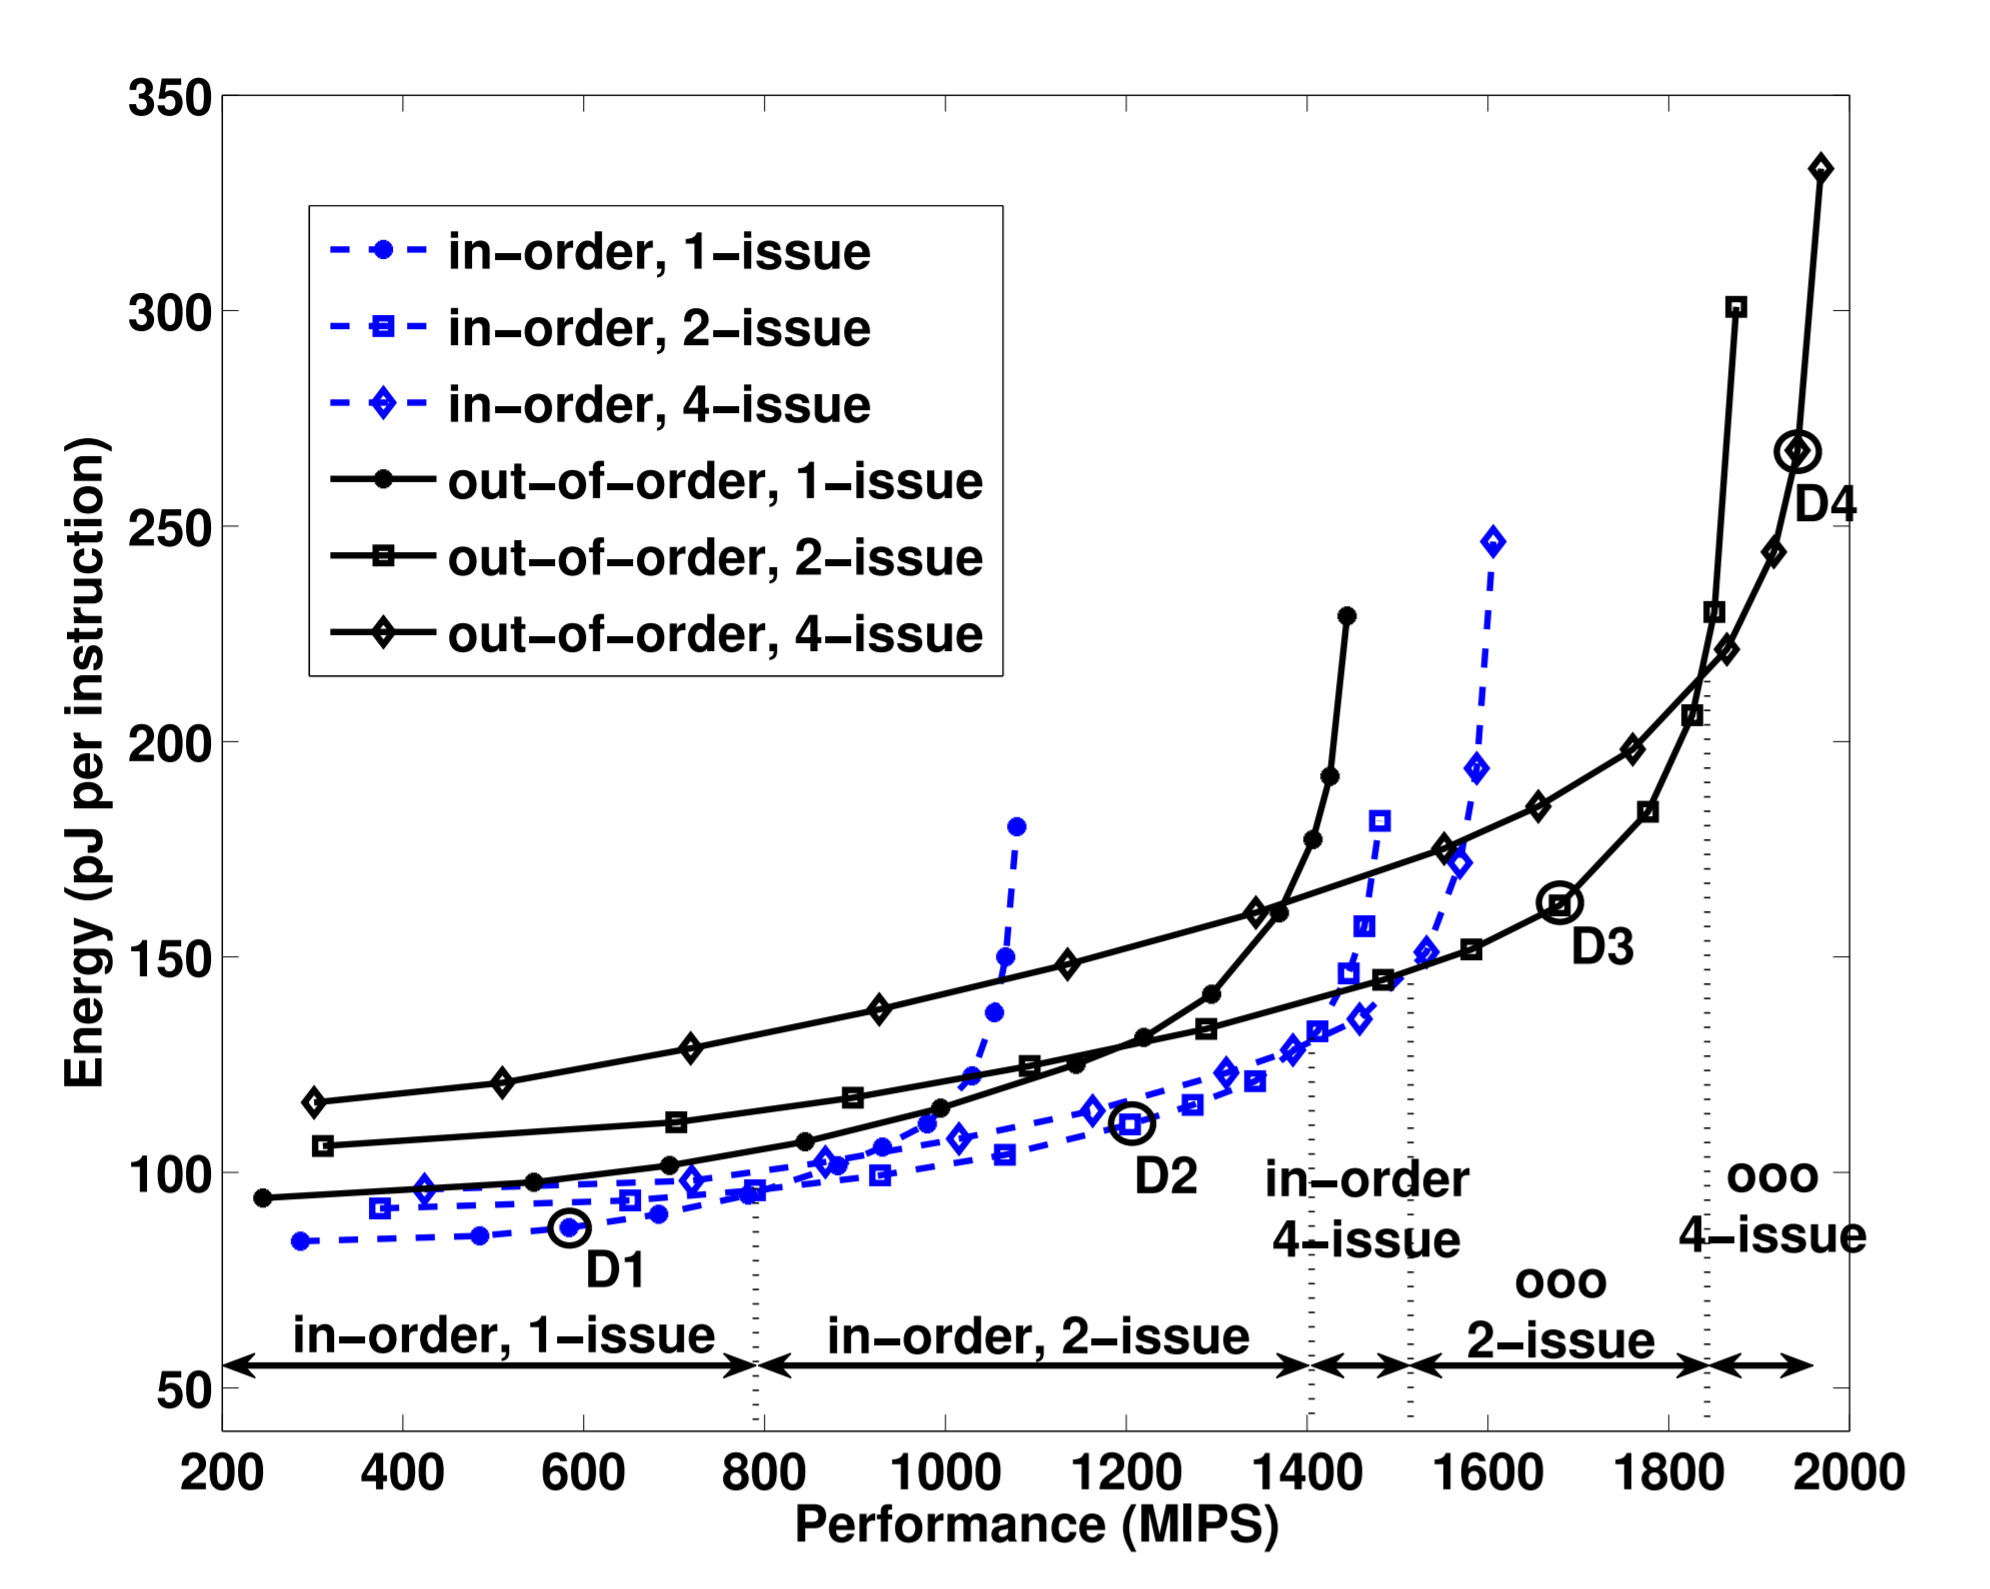 350
300
250
200
150
100
50
Energy (pJ per instruction)
in-order, 1-issue
in-order, 2-issue
in-order, 4-issue
out-of-order, 1-issue
out-of-order, 2-issue
out-of-order, 4-issue
D4
D3
D2
D1
in-order
4-issue
ooo
4-issue
ooo
2-issue
in-order, 1-issue
in-order, 2-issue
200 400 600 800 1000 1200 1400 1600 1800 2000
Performance (MIPS)